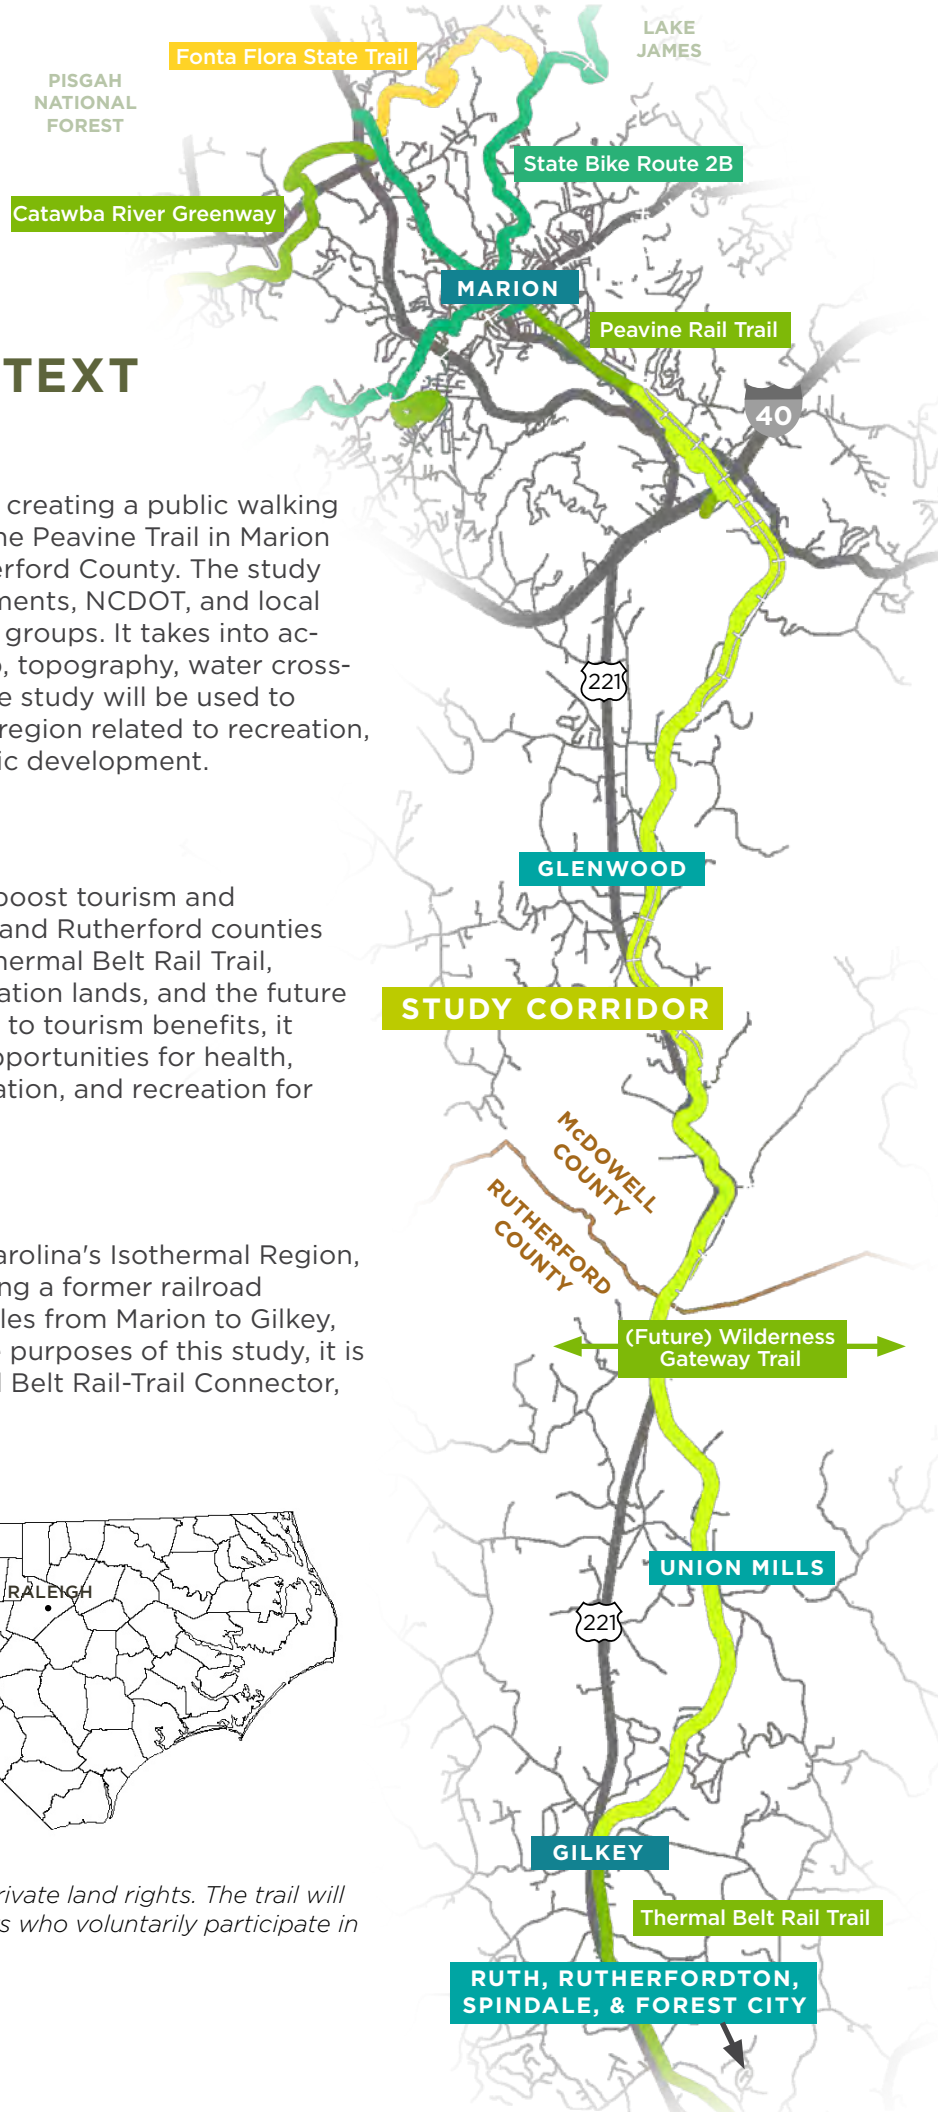 LAKE
JAMES
Fonta Flora State Trail
PISGAH
NATIONAL
FOREST
State Bike Route 2B
Catawba River Greenway
MARION
Peavine Rail Trail
TEXT
40
creating a public walking
he Peavine Trail in Marion
erford County. The study
ments, NCDOT, and local
groups. It takes into ac-
, topography, water cross-
e study will be used to
region related to recreation,
ic development.
221
GLENWOOD
boost tourism and
and Rutherford counties
hermal Belt Rail Trail,
ation lands, and the future
to tourism benefits, it
pportunities for health,
ation, and recreation for
STUDY CORRIDOR
McDOWELL
COUNTY
RUTHERFORD
COUNTY
arolina's Isothermal Region,
ng a former railroad
les from Marion to Gilkey,
purposes of this study, it is
l Belt Rail-Trail Connector,
(Future) Wilderness
Gateway Trail
RALEIGH
UNION MILLS
221
GILKEY
rivate land rights. The trail will
s who voluntarily participate in
Thermal Belt Rail Trail
RUTH, RUTHERFORDTON,
SPINDALE, & FOREST CITY